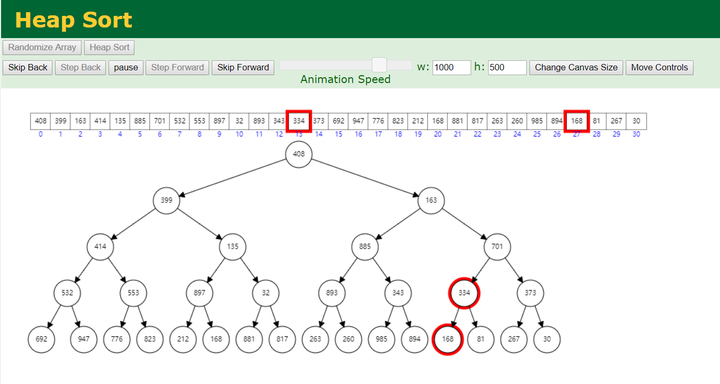 Heap Sort
Randomize Array Heap Sort
Skip Back Step Back pause Step Forward Skip Forward w: 1000 h: 500 Change Canvas Size Move Controls
Animation Speed
408 399 163 414 135 885 701 532 553 897 32 893 343 334 373 692 947 776 823 212 168 881 817 263 260 985 894 168 81 267 30
0 1 2 3 4 5 6 7 8 9 10 11 12 13 14 15 16 17 18 19 20 21 22 23 24 25 26 27 28 29 30
408
399 163
414 135 885 701
532 553 897 32 893 343 334 373
692 947 776 823 212 168 881 817 263 260 985 894 168 81 267 30